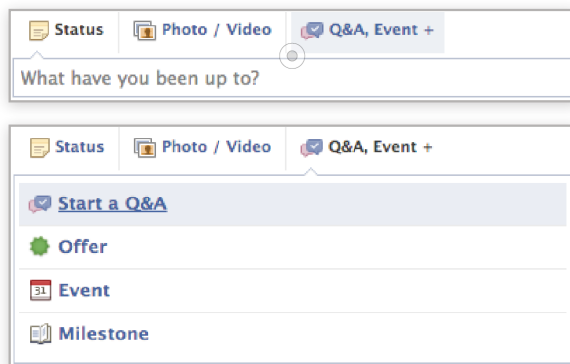 Status Photo / Video Q&A, Event +
What have you been up to?
Status Photo / Video Q&A, Event +
Start a Q&A
Offer
31 Event
Milestone